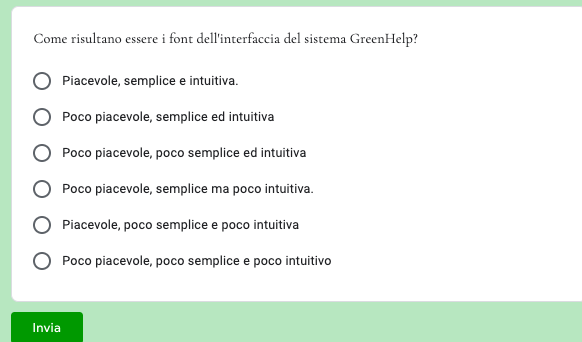 Come risultano essere i font dell'interfaccia del sistema GreenHelp?
Piacevole, semplice e intuitiva.
Poco piacevole, semplice ed intuitiva
Poco piacevole, poco semplice ed intuitiva
Poco piacevole, semplice ma poco intuitiva.
Piacevole, poco semplice e poco intuitiva
Poco piacevole, poco semplice e poco intuitivo
Invia